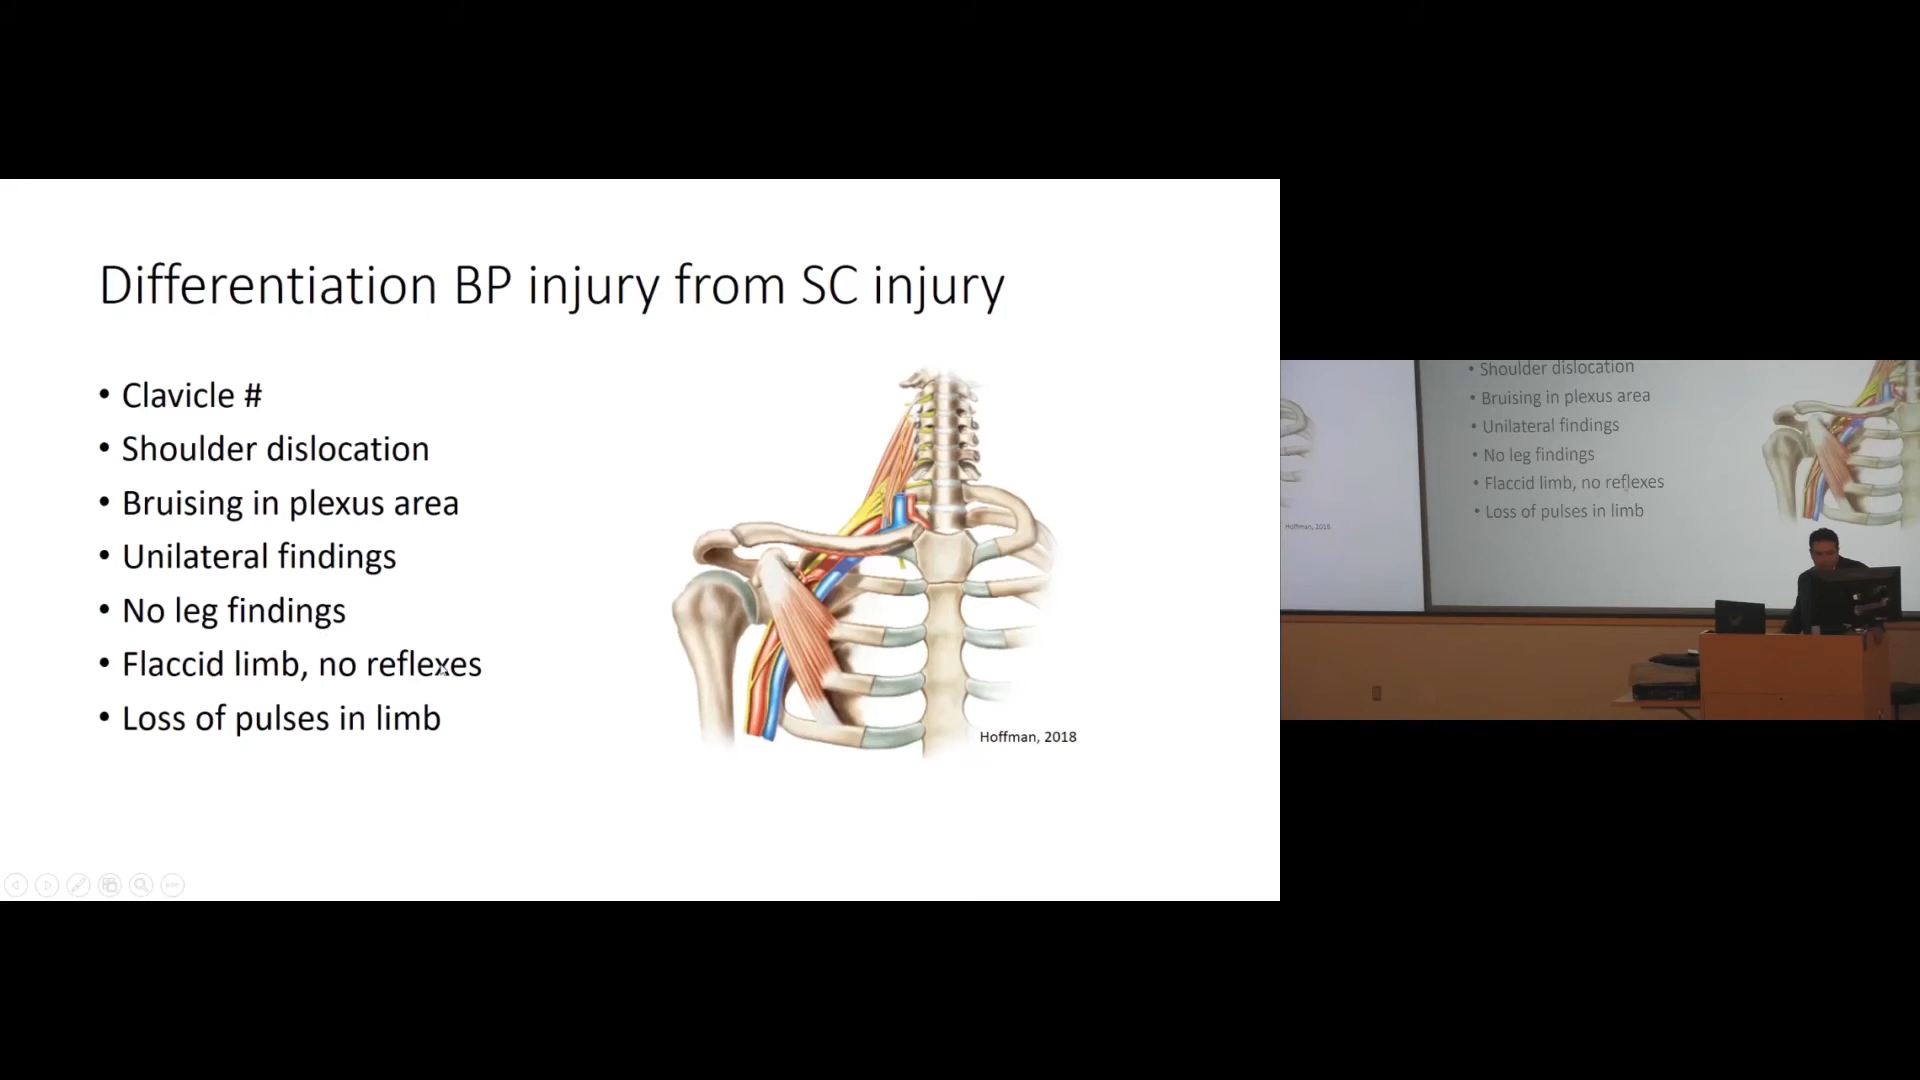 Differentiation BP injury from SC injury
• Clavicle #
• Shoulder dislocation
• Bruising in plexus area
• Unilateral findings
• No leg findings
• Flaccid limb, no reflexes
• Loss of pulses in limb
Hoffman, 2018
• Shoulder dislocation
• Bruising in plexus area
• Unilateral findings
• No leg findings
• Flaccid limb, no reflexes
• Loss of pulses in limb
Hoffman, 2018